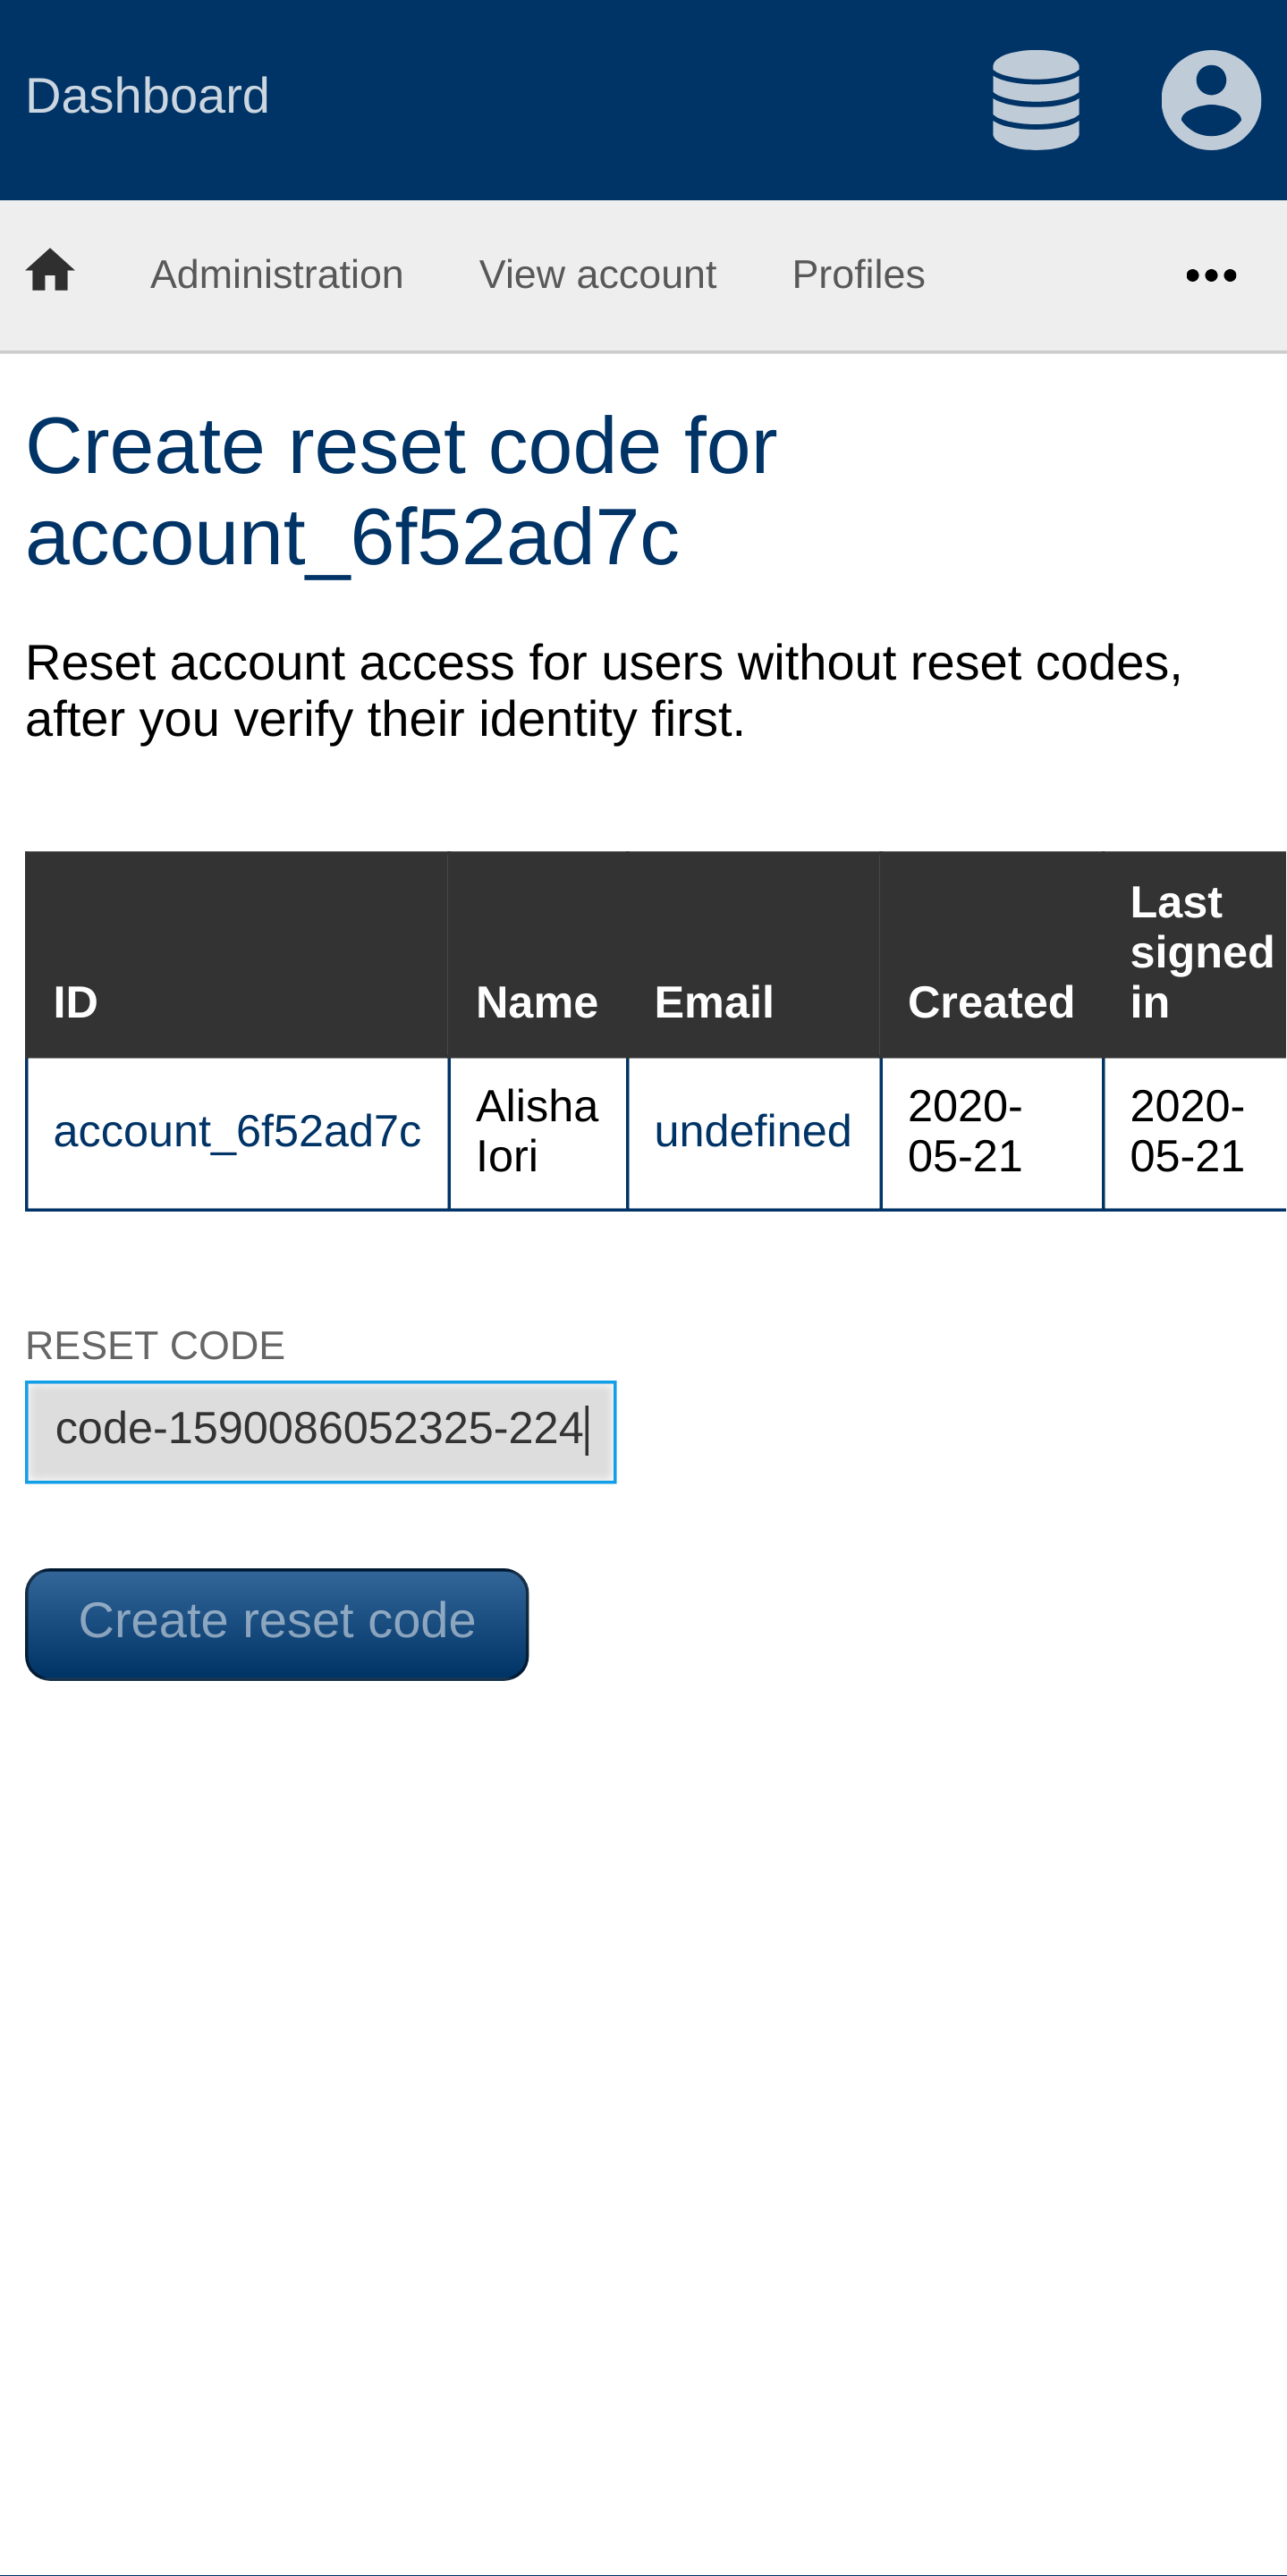 Dashboard
Administration View account Profiles
Create reset code for
account_6f52ad7c
Reset account access for users without reset codes,
after you verify their identity first.
ID Name Email Created Last signed in
account_6f52ad7c Alisha Iori undefined 2020-05-21 2020-05-21
RESET CODE
code-1590086052325-224
Create reset code